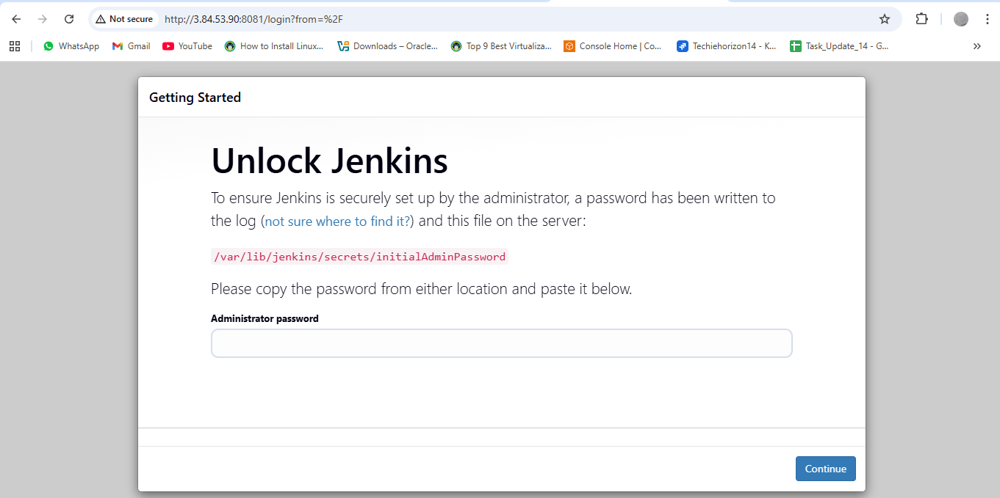 Not secure
http://3.84.53.90:8081/login?from=%2F
WhatsApp
Gmail
YouTube
How to Install Linux...
Downloads – Oracle...
Top 9 Best Virtualiza...
Console Home | Co...
Techiehorizon14 - K...
Task_Update_14 - G...
Getting Started
Unlock Jenkins
To ensure Jenkins is securely set up by the administrator, a password has been written to
the log (not sure where to find it?) and this file on the server:
/var/lib/jenkins/secrets/initialAdminPassword
Please copy the password from either location and paste it below.
Administrator password
Continue